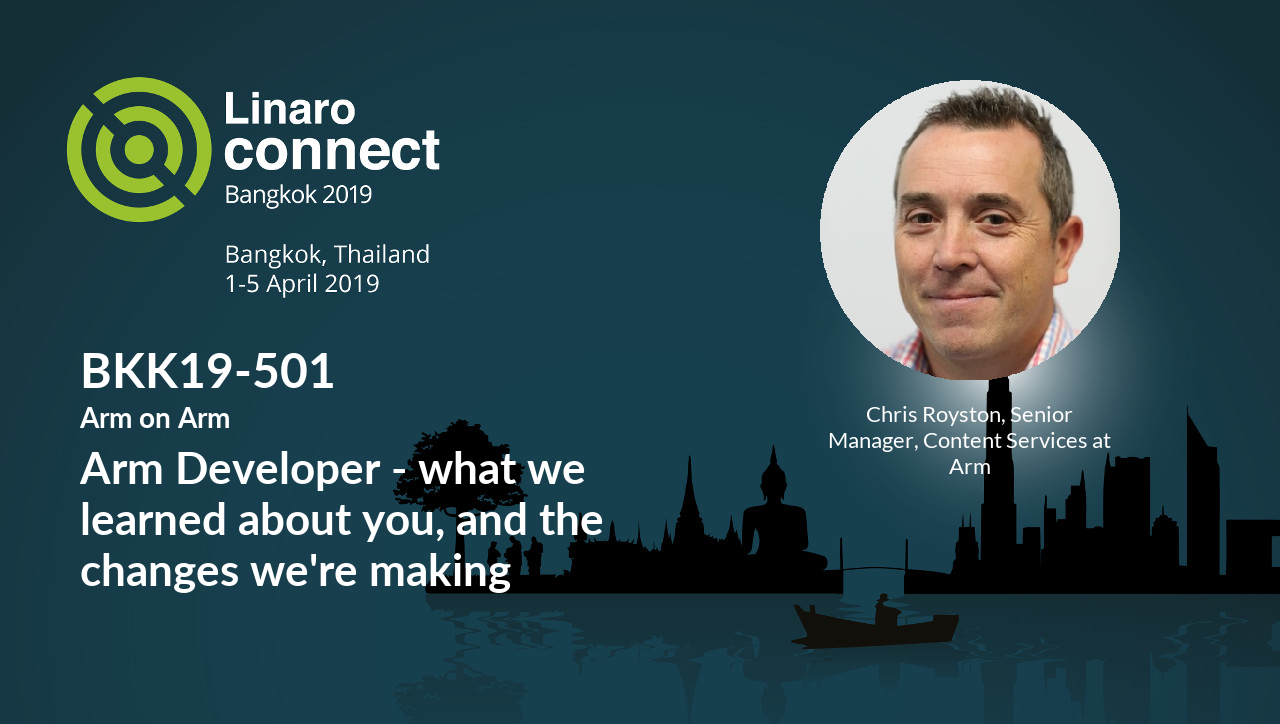 Linaro
connect
Bangkok 2019
Bangkok, Thailand
1-5 April 2019
BKK19-501
Arm on Arm
Arm Developer - what we
learned about you, and the
changes we're making
Chris Royston, Senior
Manager, Content Services at
Arm